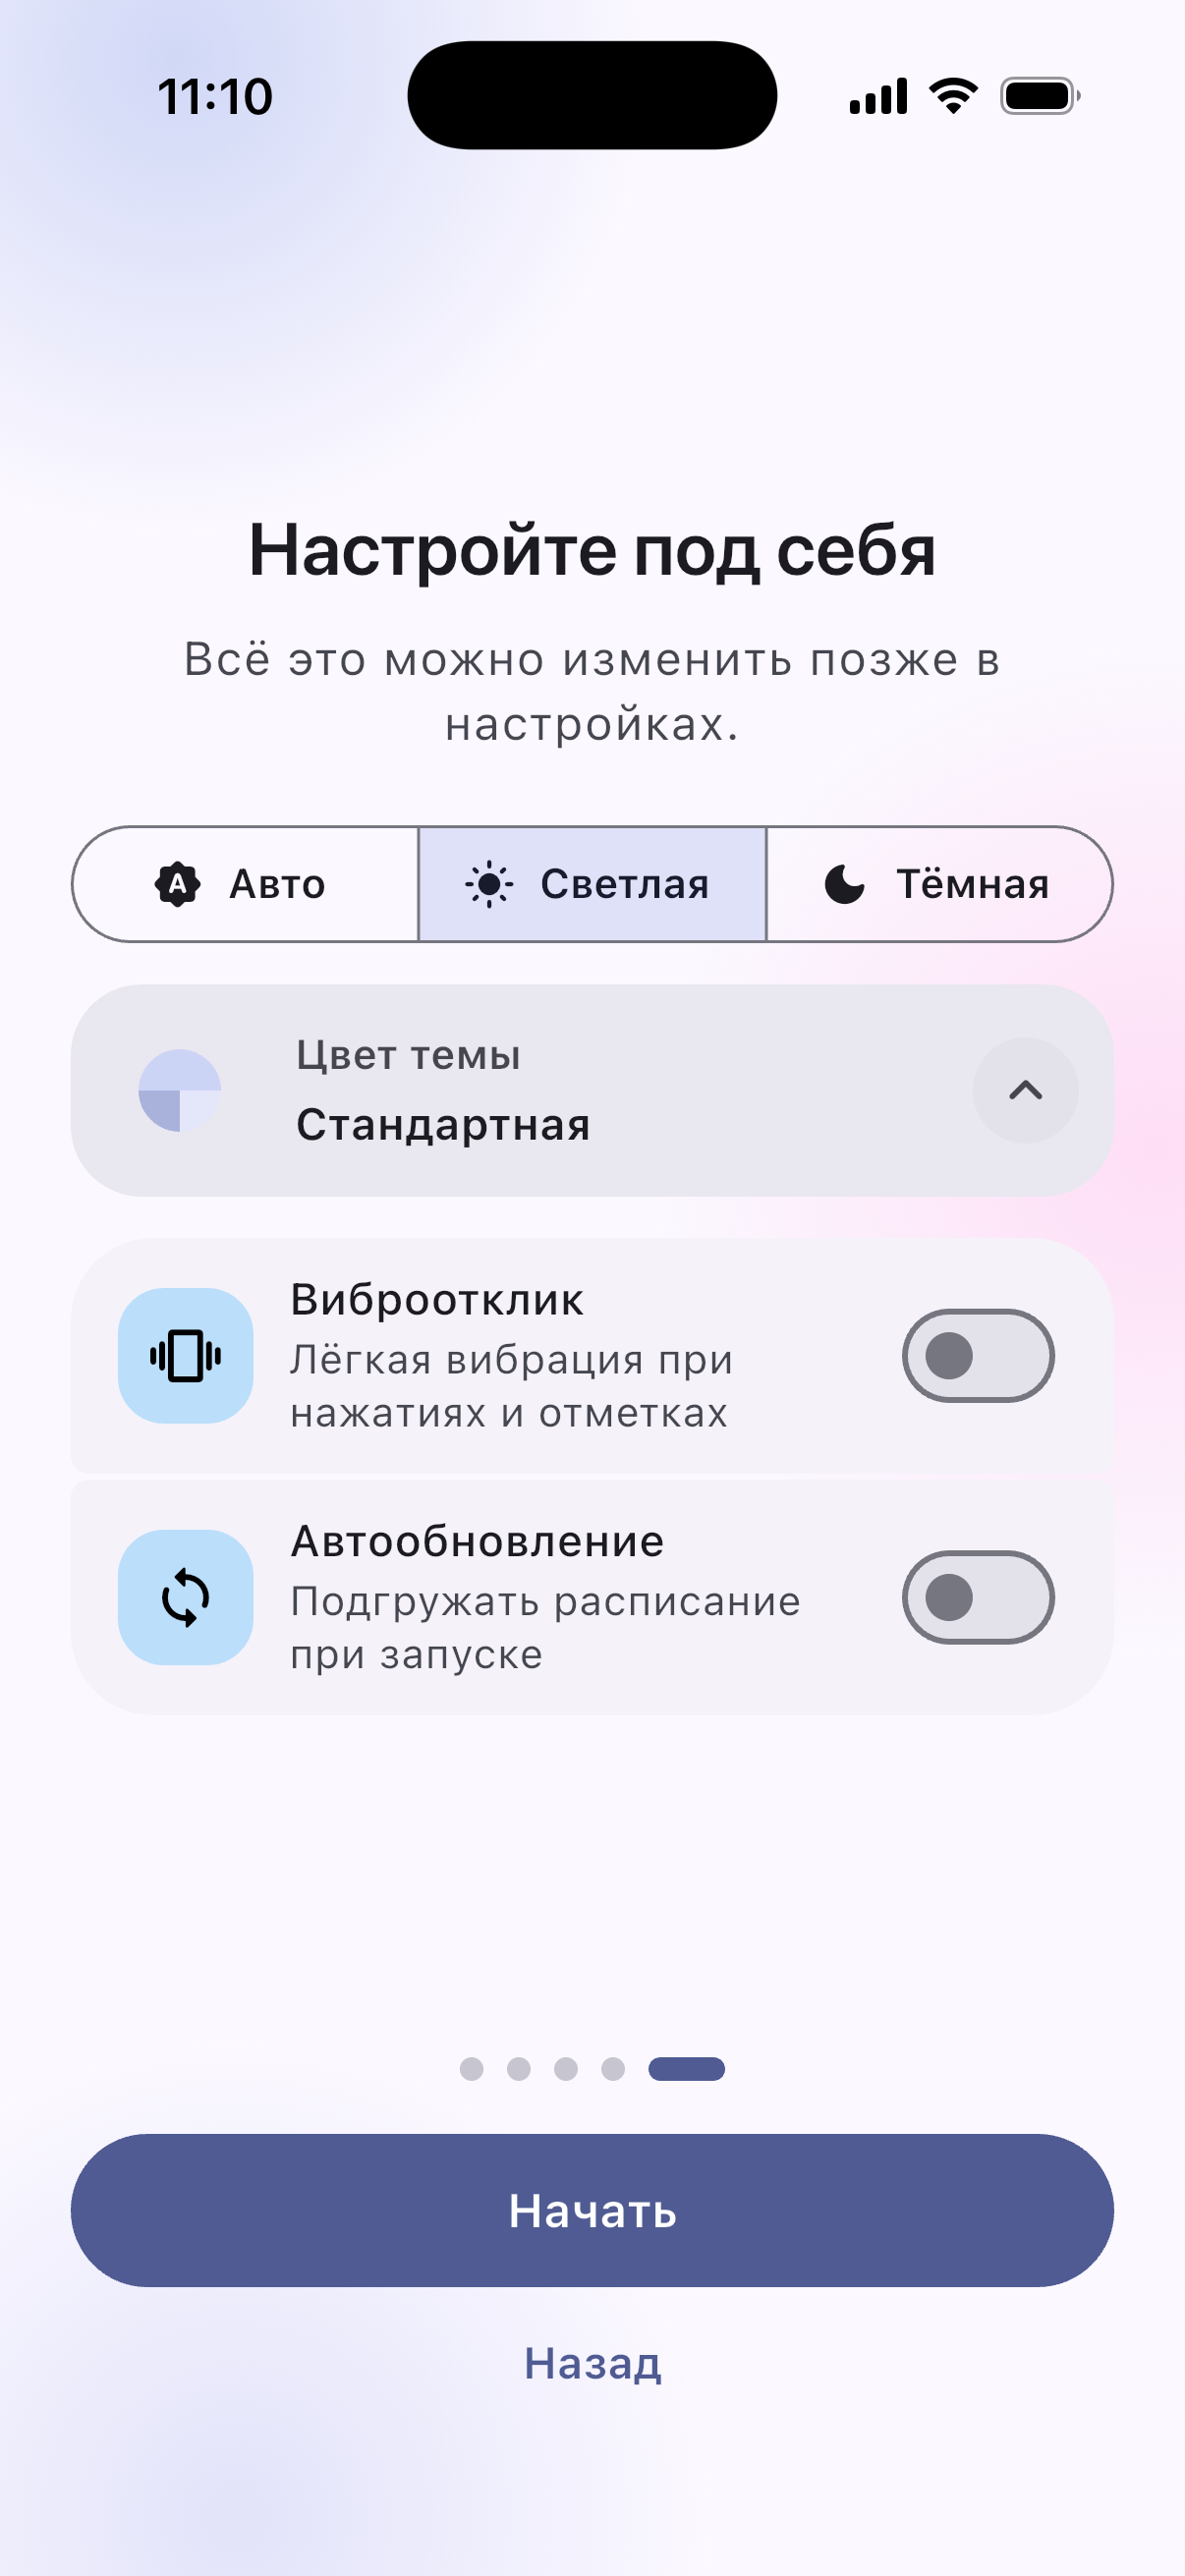 11:10
Настройте под себя
Всё это можно изменить позже в
настройках.
Авто
Светлая
Тёмная
Цвет темы
Стандартная
Виброотклик
Лёгкая вибрация при
нажатиях и отметках
Автообновление
Подгружать расписание
при запуске
Начать
Назад